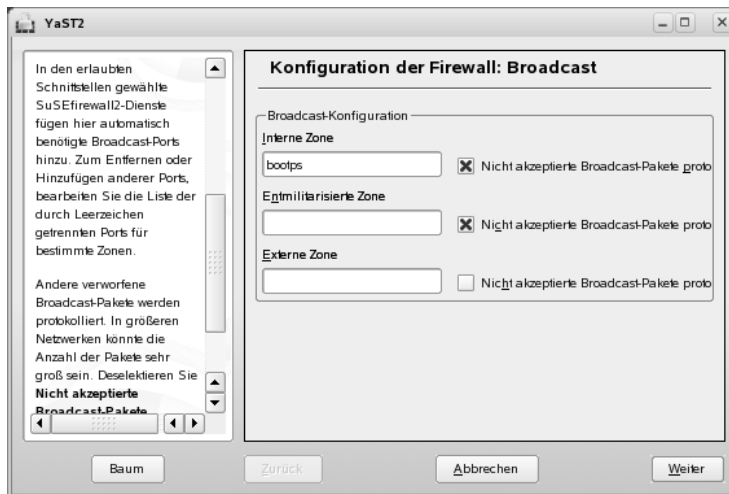 YaST2
In den erlaubten
Schnittstellen gewählte
SuSEfirewall2-Dienste
fügen hier automatisch
benötigte Broadcast-Ports
hinzu. Zum Entfernen oder
Hinzufügen anderer Ports,
bearbeiten Sie die Liste der
durch Leerzeichen
getrennten Ports für
bestimmte Zonen.
Andere verworfene
Broadcast-Pakete werden
protokolliert. In größeren
Netzwerken könnte die
Anzahl der Pakete sehr
groß sein. Deselektieren Sie
Nicht akzeptierte
Broadcast-Pakete
Konfiguration der Firewall: Broadcast
Broadcast-Konfiguration
Interne Zone
bootps
Nicht akzeptierte Broadcast-Pakete proto
Entmilitarisierte Zone
Nicht akzeptierte Broadcast-Pakete proto
Externe Zone
Nicht akzeptierte Broadcast-Pakete proto
Baum
Zurück
Abbrechen
Weiter